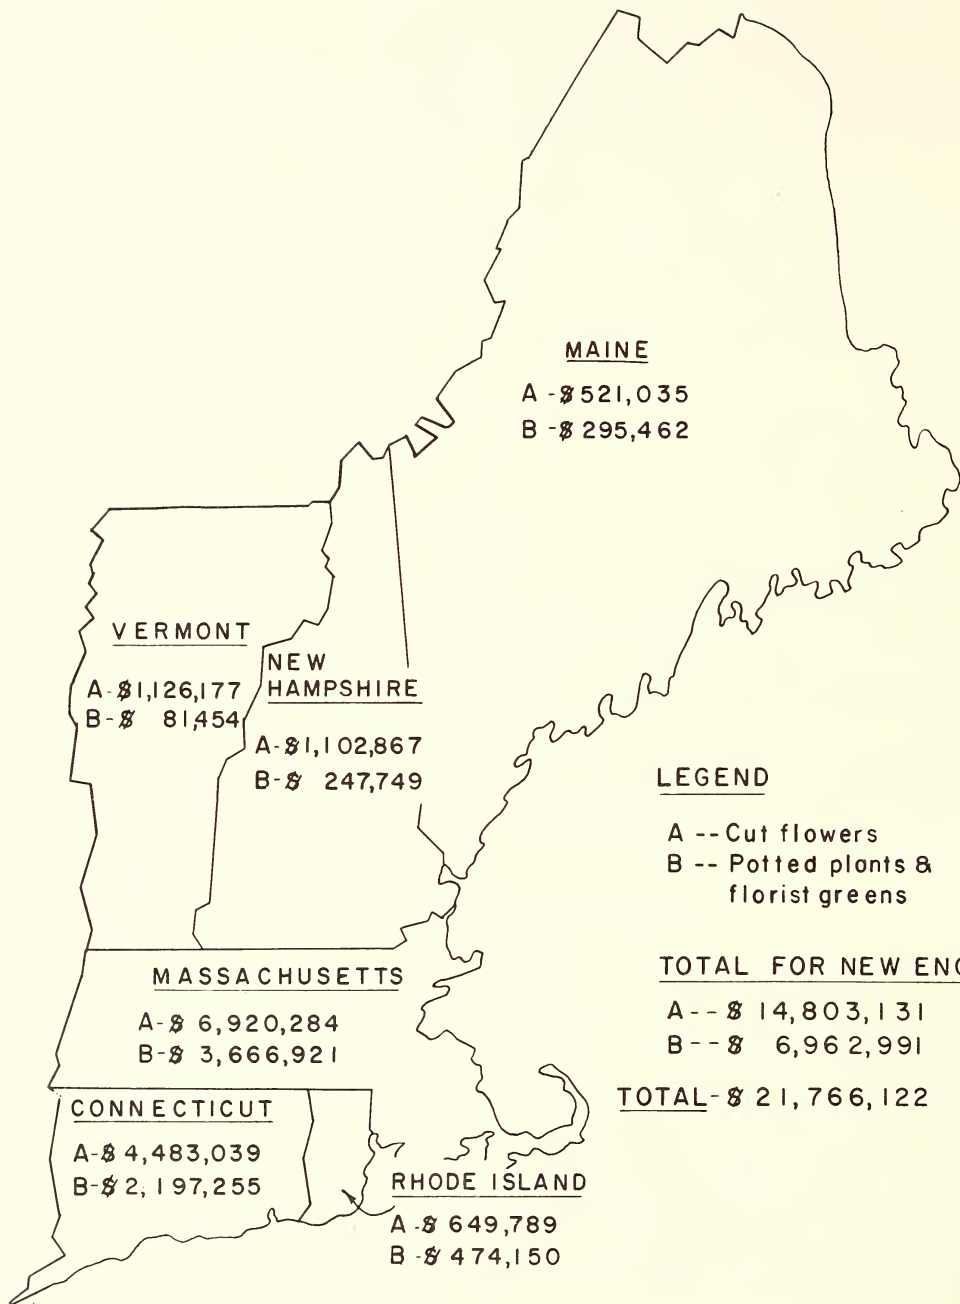 MAINE
A - $ 521,035
B - $ 295,462
VERMONT
A - $1,126,177
B - $ 81,454
NEW
HAMPSHIRE
A - $1,102,867
B - $ 247,749
LEGEND
A -- Cut flowers
B -- Potted plants &
florist greens
MASSACHUSETTS
A - $ 6,920,284
B - $ 3,666,921
TOTAL FOR NEW ENG
A -- $ 14,803,131
B -- $ 6,962,991
TOTAL - $ 21,766,122
CONNECTICUT
A - $ 4,483,039
B - $ 2,197,255
RHODE ISLAND
A - $ 649,789
B - $ 474,150